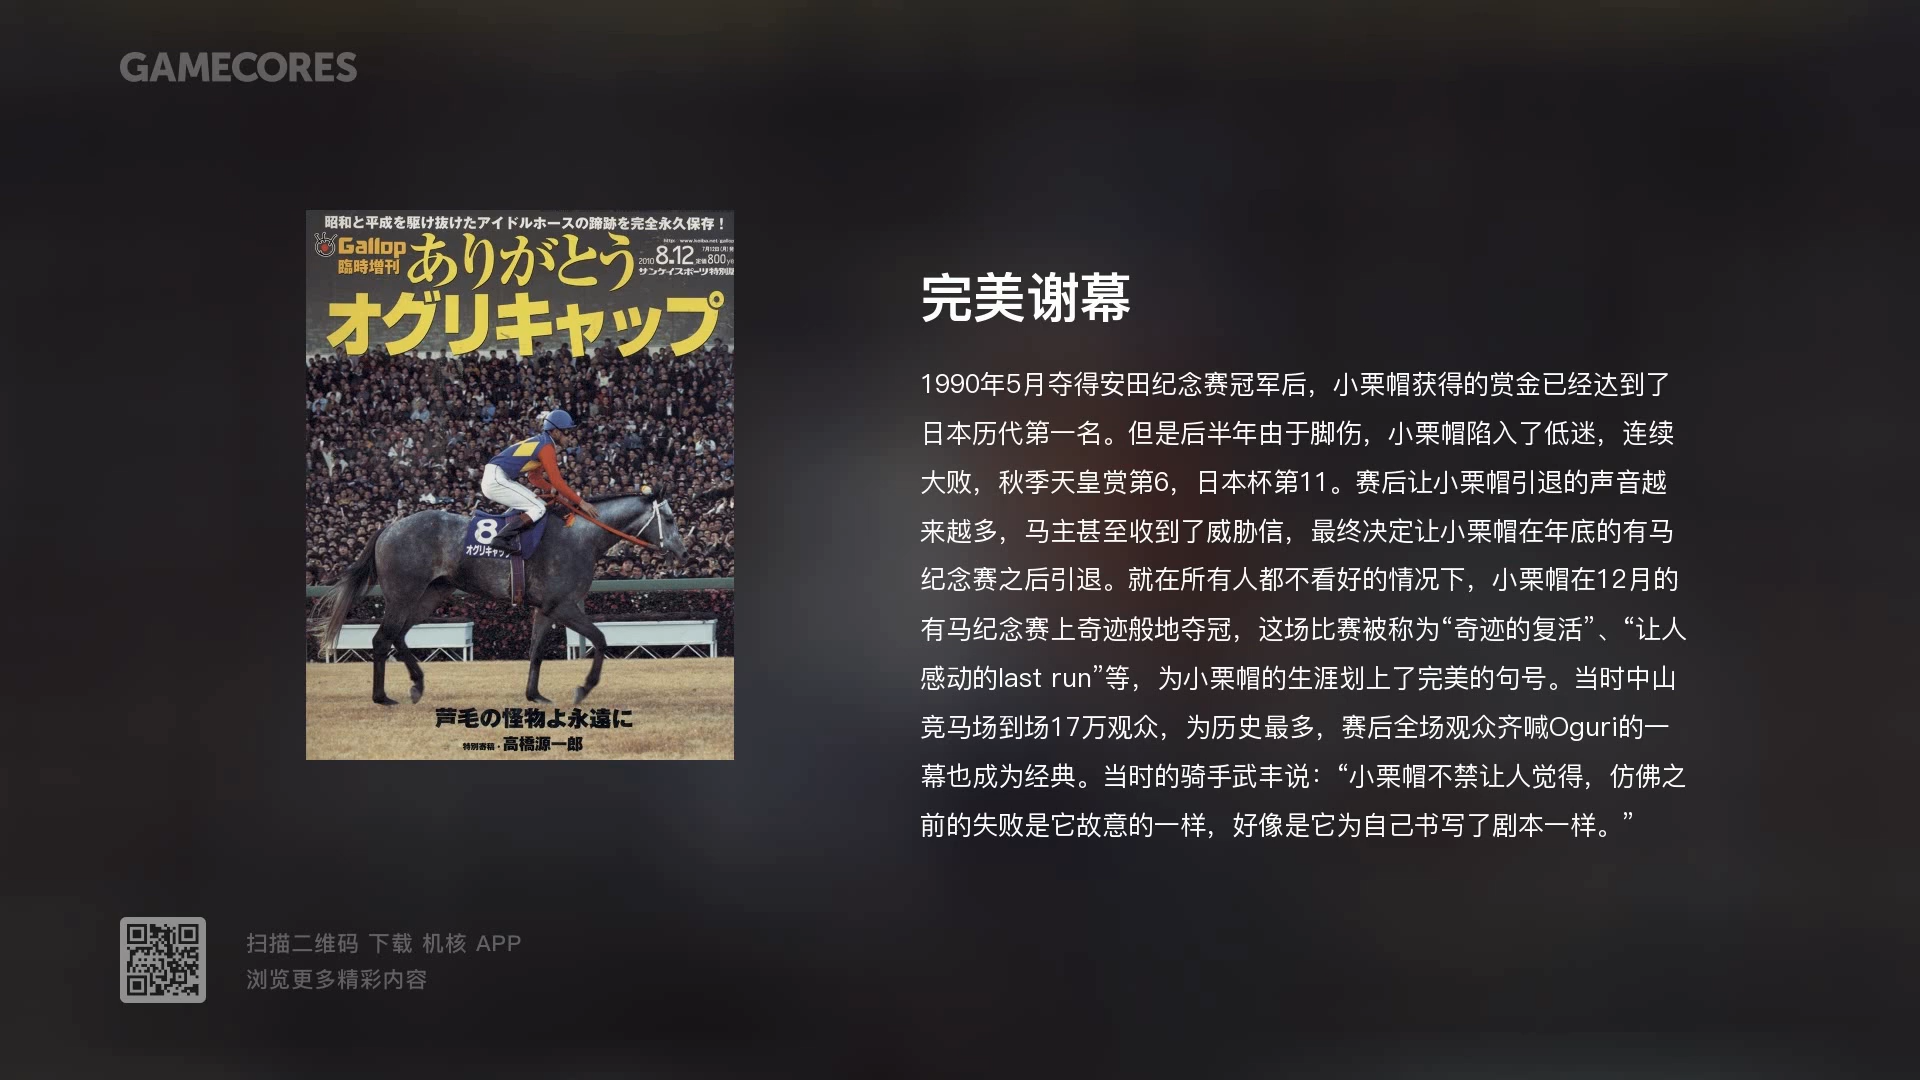 GAMECORES
昭和と平成を駆け抜けたアイドルホースの蹄跡を完全永久保存！
Gallop
臨時増刊
ありがとう
2010 8.12 定価800
サンケイスポーツ特別版
オグリキャップ
8
オグリキャップ
芦毛の怪物よ永遠に
特別寄稿・高橋源一郎
完美谢幕
1990年5月夺得安田纪念赛冠军后，小栗帽获得的赏金已经达到了
日本历代第一名。但是后半年由于脚伤，小栗帽陷入了低迷，连续
大败，秋季天皇赏第6，日本杯第11。赛后让小栗帽引退的声音越
来越多，马主甚至收到了威胁信，最终决定让小栗帽在年底的有马
纪念赛之后引退。就在所有人都不看好的情况下，小栗帽在12月的
有马纪念赛上奇迹般地夺冠，这场比赛被称为“奇迹的复活”、“让人
感动的last run”等，为小栗帽的生涯划上了完美的句号。当时中山
竞马场到场17万观众，为历史最多，赛后全场观众齐喊Oguri的一
幕也成为经典。当时的骑手武丰说：“小栗帽不禁让人觉得，仿佛之
前的失败是它故意的一样，好像是它为自己书写了剧本一样。”
扫描二维码 下载 机核 APP
浏览更多精彩内容